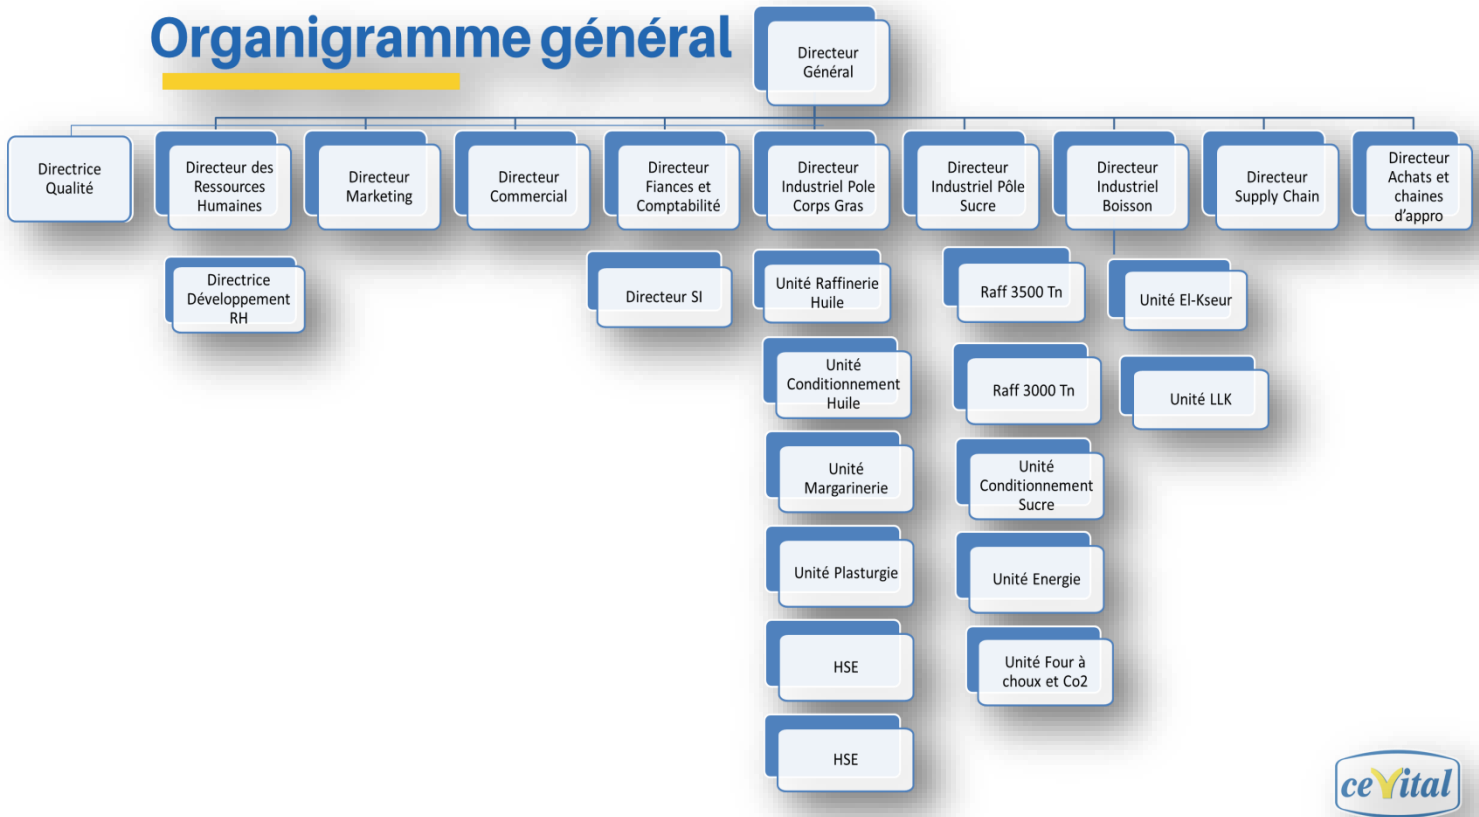 Organigramme général
Directeur
Général
Directrice
Qualité
Directeur des
Ressources
Humaines
Directeur
Marketing
Directeur
Commercial
Directeur
Fiances et
Comptabilité
Directeur
Industriel Pole
Corps Gras
Directeur
Industriel Pôle
Sucre
Directeur
Industriel
Boisson
Directeur
Supply Chain
Directeur
Achats et
chaines
d'appro
Directrice
Développement
RH
Directeur SI
Unité Raffinerie
Huile
Unité
Conditionnement
Huile
Unité
Margarinerie
Unité Plasturgie
HSE
HSE
Raff 3500 Tn
Raff 3000 Tn
Unité
Conditionnement
Sucre
Unité Energie
Unité Four à
choux et Co2
Unité El-Kseur
Unité LLK
ceVital